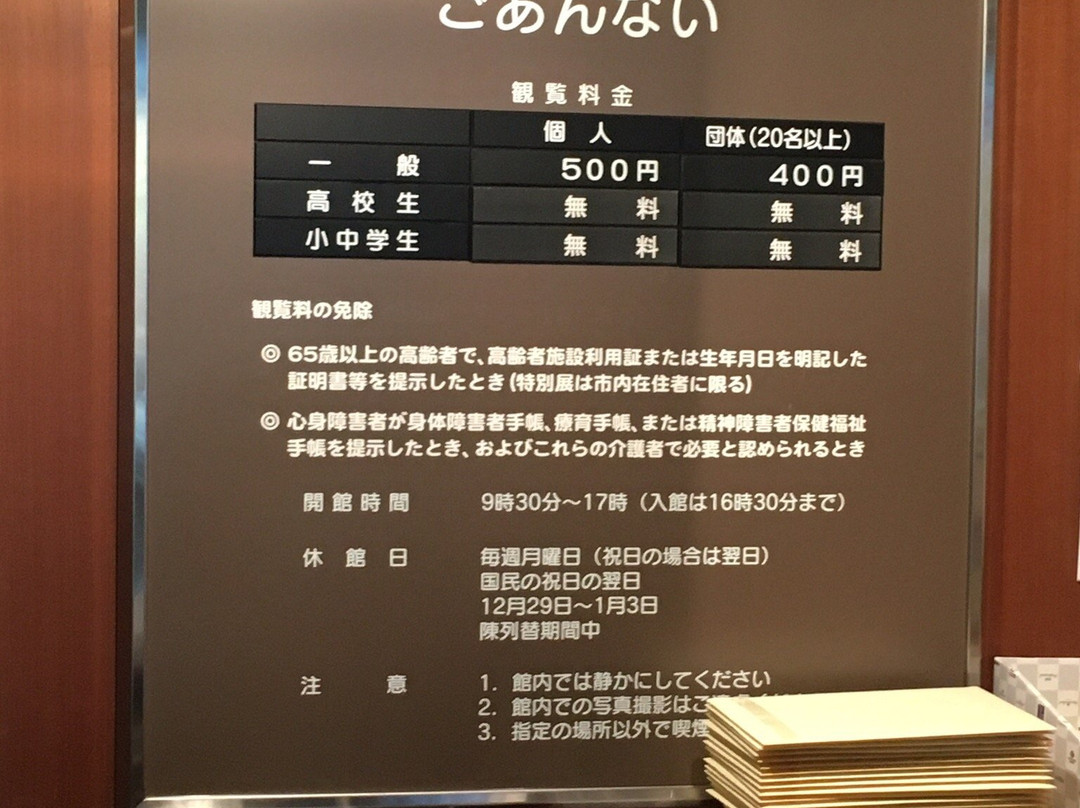 ごあんない
観覧料金
個人 団体(20名以上)
一般 500円 400円
高校生 無料 無料
小中学生 無料 無料
観覧料の免除
◎ 65歳以上の高齢者で、高齢者施設利用証または生年月日を明記した
証明書等を提示したとき(特別展は市内在住者に限る)
◎ 心身障害者が身体障害者手帳、療育手帳、または精神障害者保健福祉
手帳を提示したとき、およびこれらの介護者で必要と認められるとき
開館時間 9時30分〜17時(入館は16時30分まで)
休館日 毎週月曜日(祝日の場合は翌日)
国民の祝日の翌日
12月29日〜1月3日
陳列替期間中
注意 1. 館内では静かにしてください
2. 館内での写真撮影はご
3. 指定の場所以外で喫煙